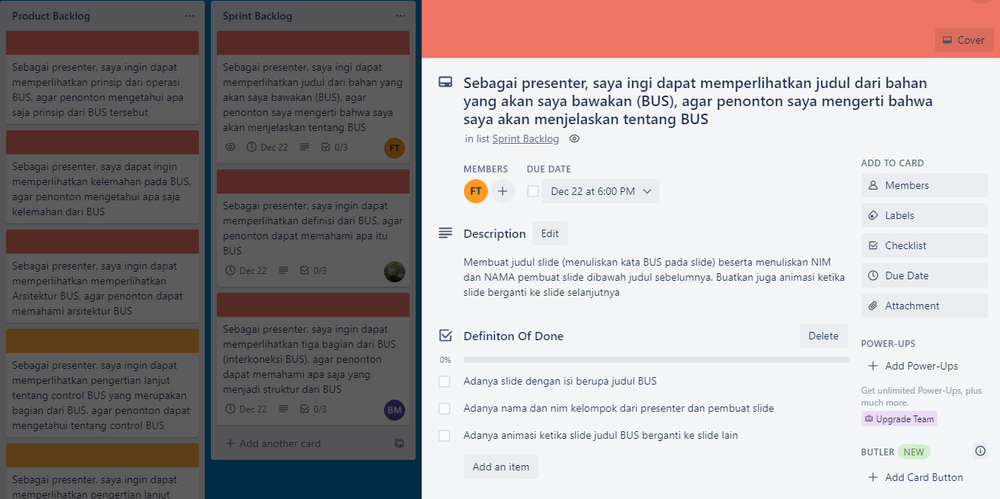 Product Backlog
Sebagai presenter, saya ingin dapat
memperlihatkan prinsip dari operasi
BUS, agar penonton mengetahui apa
saja prinsip dari BUS tersebut
Sebagai presenter, saya dapat ingin
memperlihatkan kelemahan pada BUS,
agar penonton mengetahui apa saja
kelemahan dari BUS
Sebagai presenter, saya ingin dapat
memperlihatkan memperlihatkan
Arsitektur BUS, agar penonton dapat
memahami arsitektur BUS
Sebagai presenter, saya ingin dapat
memperlihatkan pengertian lanjut
tentang control BUS yang merupakan
bagian dari BUS, agar penonton dapat
mengetahui tentang control BUS
Sebagai presenter, saya ingin dapat
memperlihatkan pengertian lanjut
Sprint Backlog
Sebagai presenter, saya ingi dapat
memperlihatkan judul dari bahan yang
akan saya bawakan (BUS), agar
penonton saya mengerti bahwa saya
akan menjelaskan tentang BUS
Dec 22 0/3 FT
Sebagai presenter, saya ingin dapat
memperlihatkan definisi dari BUS, agar
penonton dapat memahami apa itu
BUS
Dec 22 0/3
Sebagai presenter, saya ingin dapat
memperlihatkan tiga bagian dari BUS
(interkoneksi BUS), agar penonton
dapat memahami apa saja yang
menjadi struktur dari BUS
Dec 22 0/3 BM
+ Add another card
Cover
Sebagai presenter, saya ingi dapat memperlihatkan judul dari bahan
yang akan saya bawakan (BUS), agar penonton saya mengerti bahwa
saya akan menjelaskan tentang BUS
in list Sprint Backlog
MEMBERS DUE DATE
FT + Dec 22 at 6:00 PM
Description Edit
Membuat judul slide (menuliskan kata BUS pada slide) beserta menuliskan NIM
dan NAMA pembuat slide dibawah judul sebelumnya. Buatkan juga animasi ketika
slide berganti ke slide selanjutnya
Definiton Of Done Delete
0%
Adanya slide dengan isi berupa judul BUS
Adanya nama dan nim kelompok dari presenter dan pembuat slide
Adanya animasi ketika slide judul BUS berganti ke slide lain
Add an item
ADD TO CARD
Members
Labels
Checklist
Due Date
Attachment
POWER-UPS
+ Add Power-Ups
Get unlimited Power-Ups, plus
much more.
Upgrade Team
BUTLER NEW
+ Add Card Button